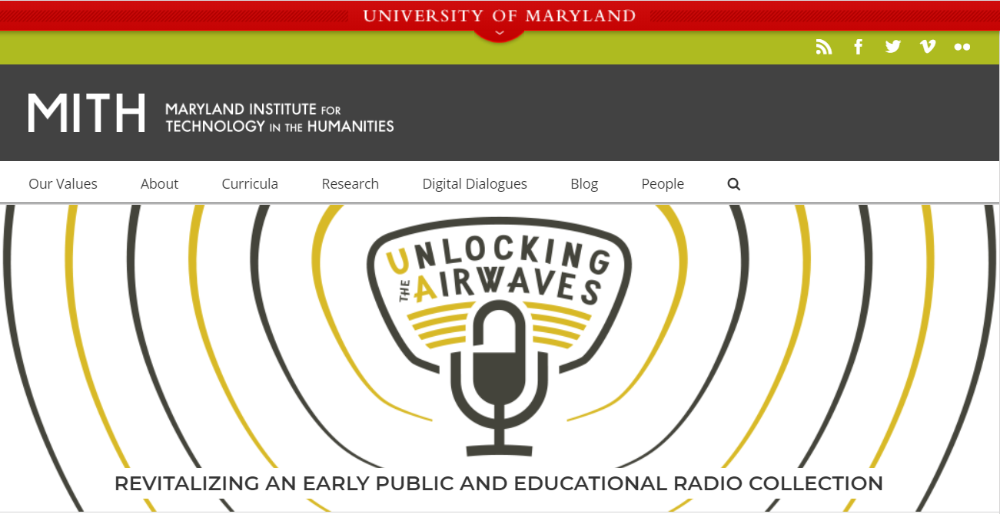 UNIVERSITY OF MARYLAND
MITH
MARYLAND INSTITUTE FOR
TECHNOLOGY IN THE HUMANITIES
Our Values About Curricula Research Digital Dialogues Blog People
UNLOCKING
THE AIRWAVES
REVITALIZING AN EARLY PUBLIC AND EDUCATIONAL RADIO COLLECTION